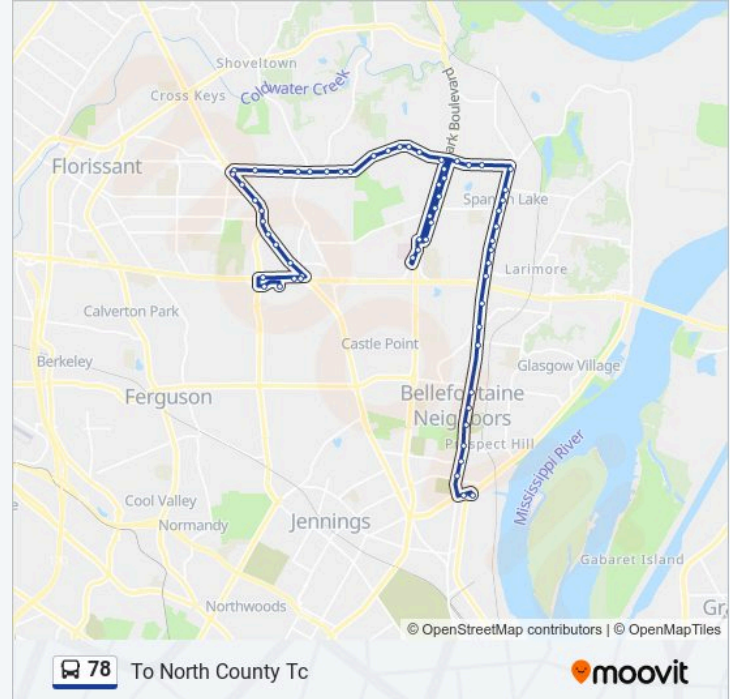 Shoveltown
Cross Keys
Coldwater Creek
ark Boulevard
Florissant
Spanish Lake
Larimore
Calverton Park
Castle Point
Berkeley
Glasgow Village
Ferguson
Bellefontaine
Neighbors
Prospect Hill
Mississippi River
Cool Valley
Normandy
Jennings
Gabaret Island
Northwoods
Gr
© OpenStreetMap contributors | © OpenMapTiles
78 To North County Tc
moovit